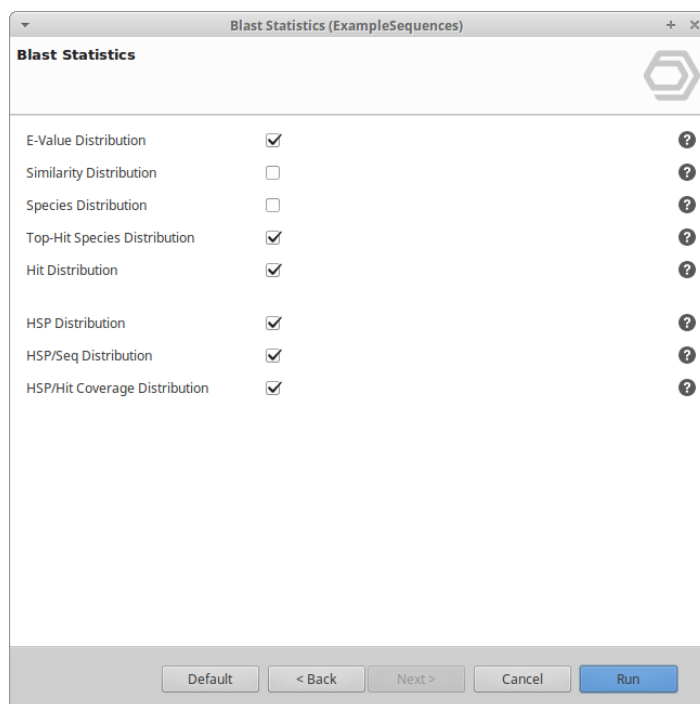 Blast Statistics (ExampleSequences)
Blast Statistics
E-Value Distribution
Similarity Distribution
Species Distribution
Top-Hit Species Distribution
Hit Distribution
HSP Distribution
HSP/Seq Distribution
HSP/Hit Coverage Distribution
Default < Back Next > Cancel Run